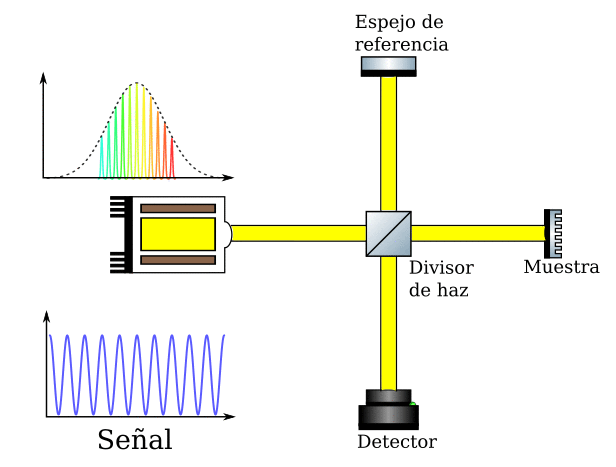 Espejo de
referencia
Divisor
de haz
Muestra
Señal
Detector